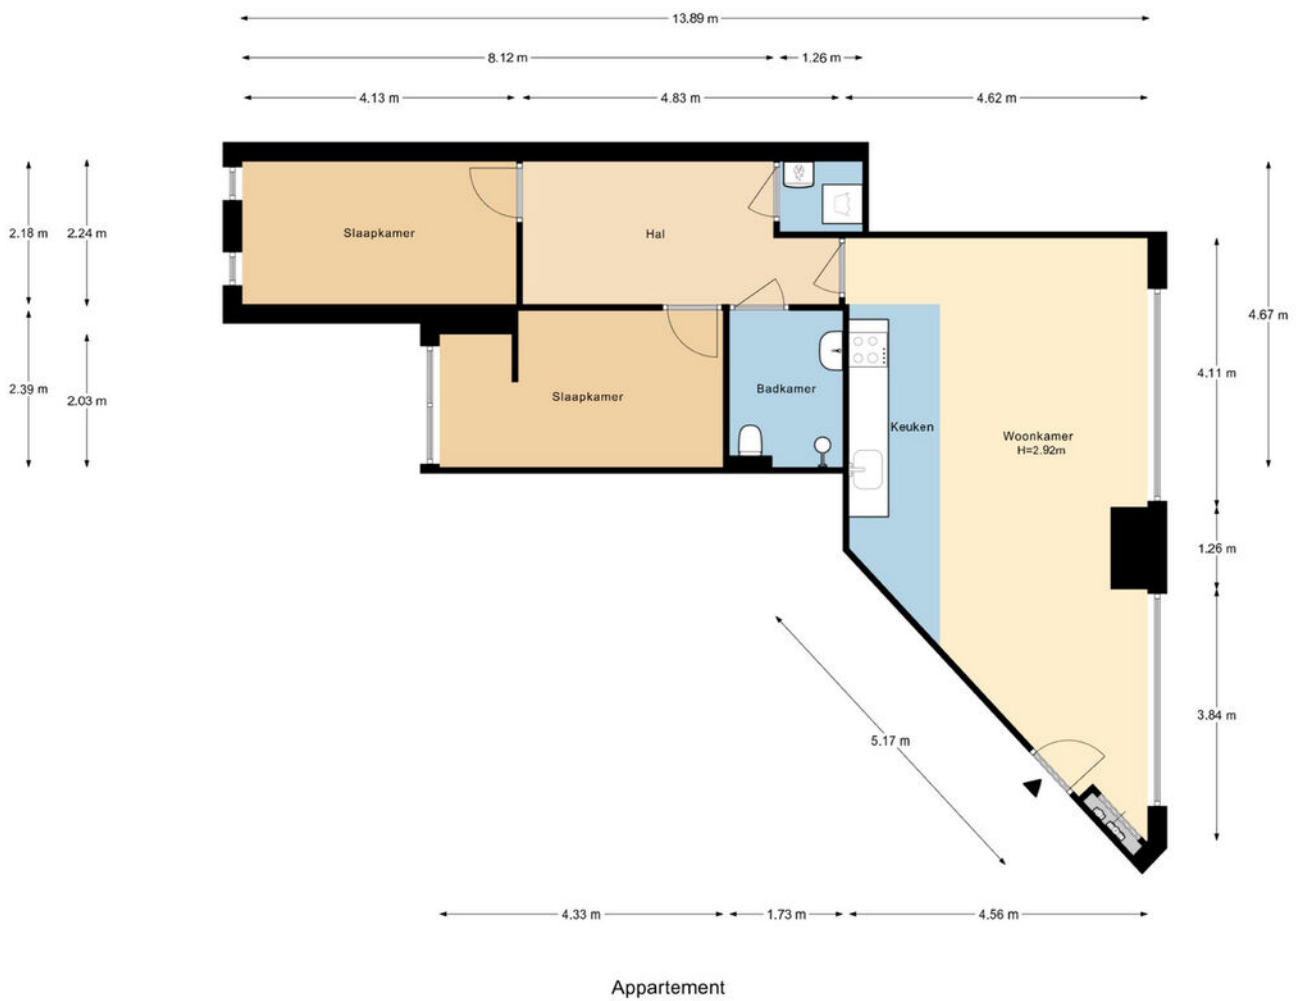 13.89 m
8.12 m
1.26 m
4.13 m
4.83 m
4.62 m
2.18 m
2.24 m
Slaapkamer
Hal
4.67 m
2.39 m
2.03 m
Slaapkamer
Badkamer
Keuken
Woonkamer
H=2.92m
4.11 m
1.26 m
3.84 m
5.17 m
4.33 m
1.73 m
4.56 m
Appartement